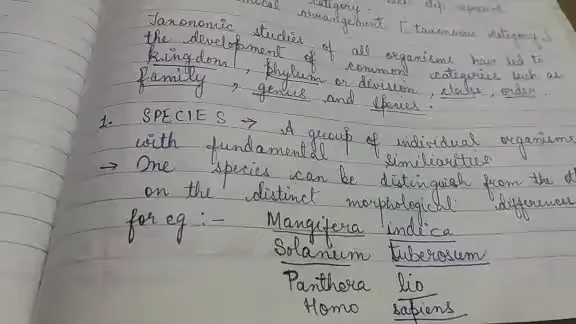 category.
arrangement [taxonomic category]
Taxonomic studies of all organisms have led to
the development of common categories such as
kingdom, phylum or division, class, order,
family, genus and species.
1. SPECIES → A group of individual organisms
with fundamental similiarities
→ One species can be distinguish from the
on the distinct morphological differences
for eg :- Mangifera indica
Solanum tuberosum
Panthera lio
Homo sapiens